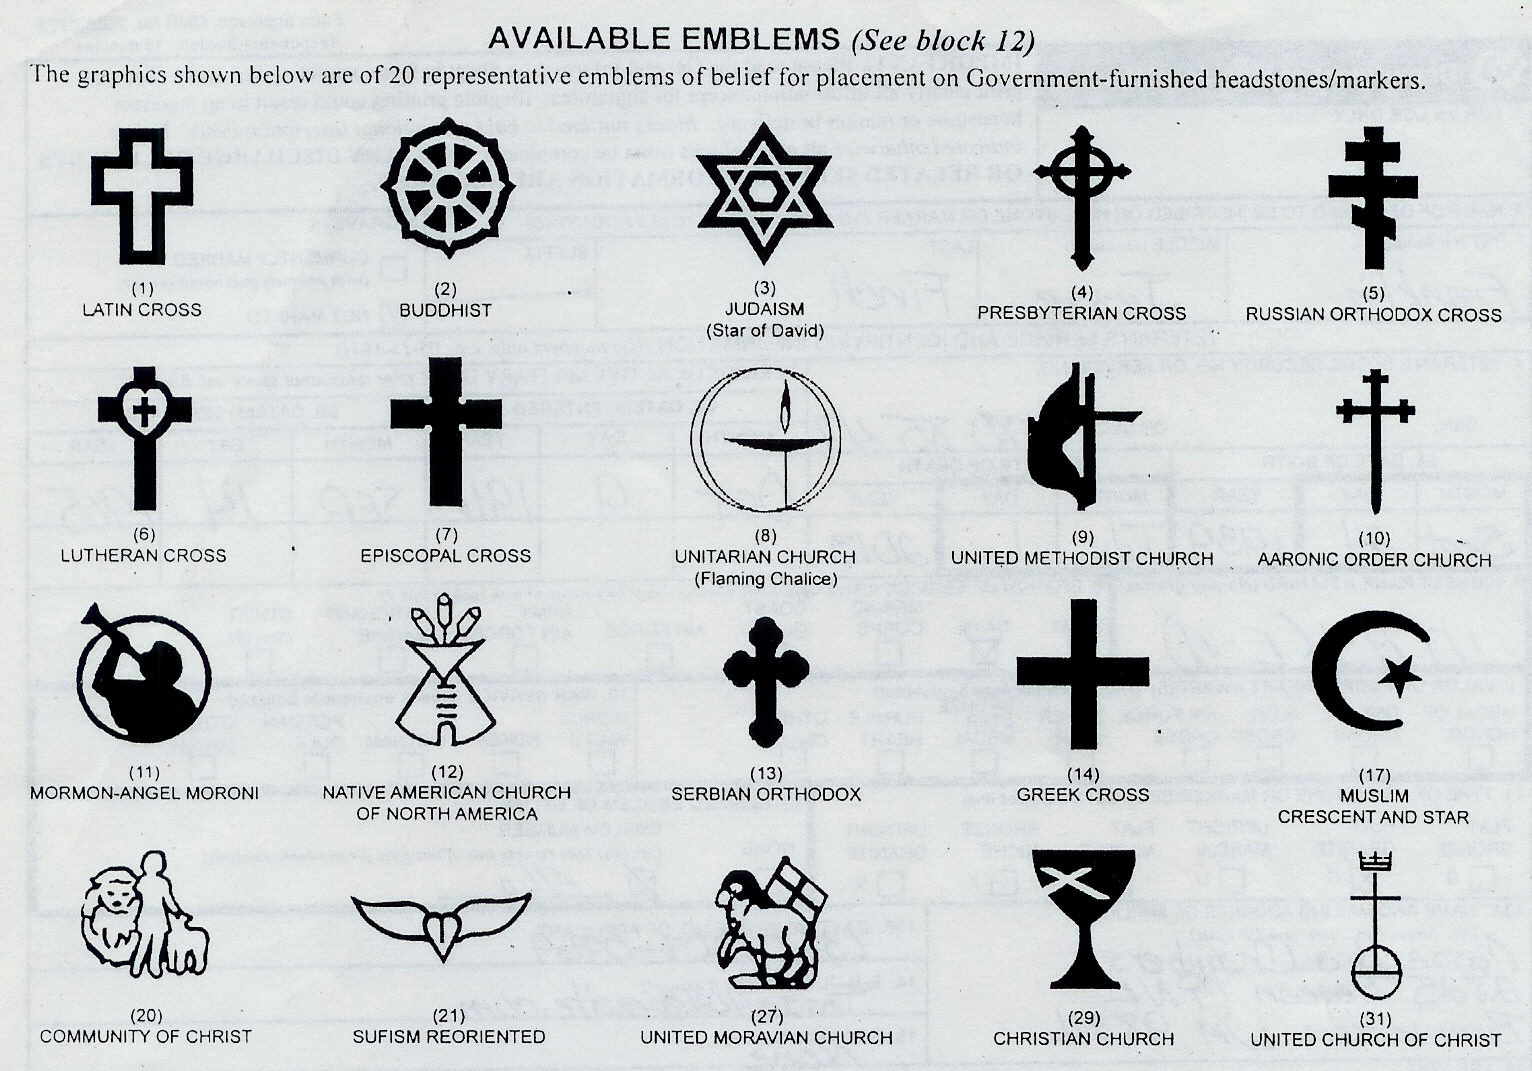 AVAILABLE EMBLEMS (See block 12)
The graphics shown below are of 20 representative emblems of belief for placement on Government-furnished headstones/markers.
(1)
LATIN CROSS
(2)
BUDDHIST
(3)
JUDAISM
(Star of David)
(4)
PRESBYTERIAN CROSS
(5)
RUSSIAN ORTHODOX CROSS
(6)
LUTHERAN CROSS
(7)
EPISCOPAL CROSS
(8)
UNITARIAN CHURCH
(Flaming Chalice)
(9)
UNITED METHODIST CHURCH
(10)
AARONIC ORDER CHURCH
(11)
MORMON-ANGEL MORONI
(12)
NATIVE AMERICAN CHURCH
OF NORTH AMERICA
(13)
SERBIAN ORTHODOX
(14)
GREEK CROSS
(17)
MUSLIM
CRESCENT AND STAR
(20)
COMMUNITY OF CHRIST
(21)
SUFISM REORIENTED
(27)
UNITED MORAVIAN CHURCH
(29)
CHRISTIAN CHURCH
(31)
UNITED CHURCH OF CHRIST